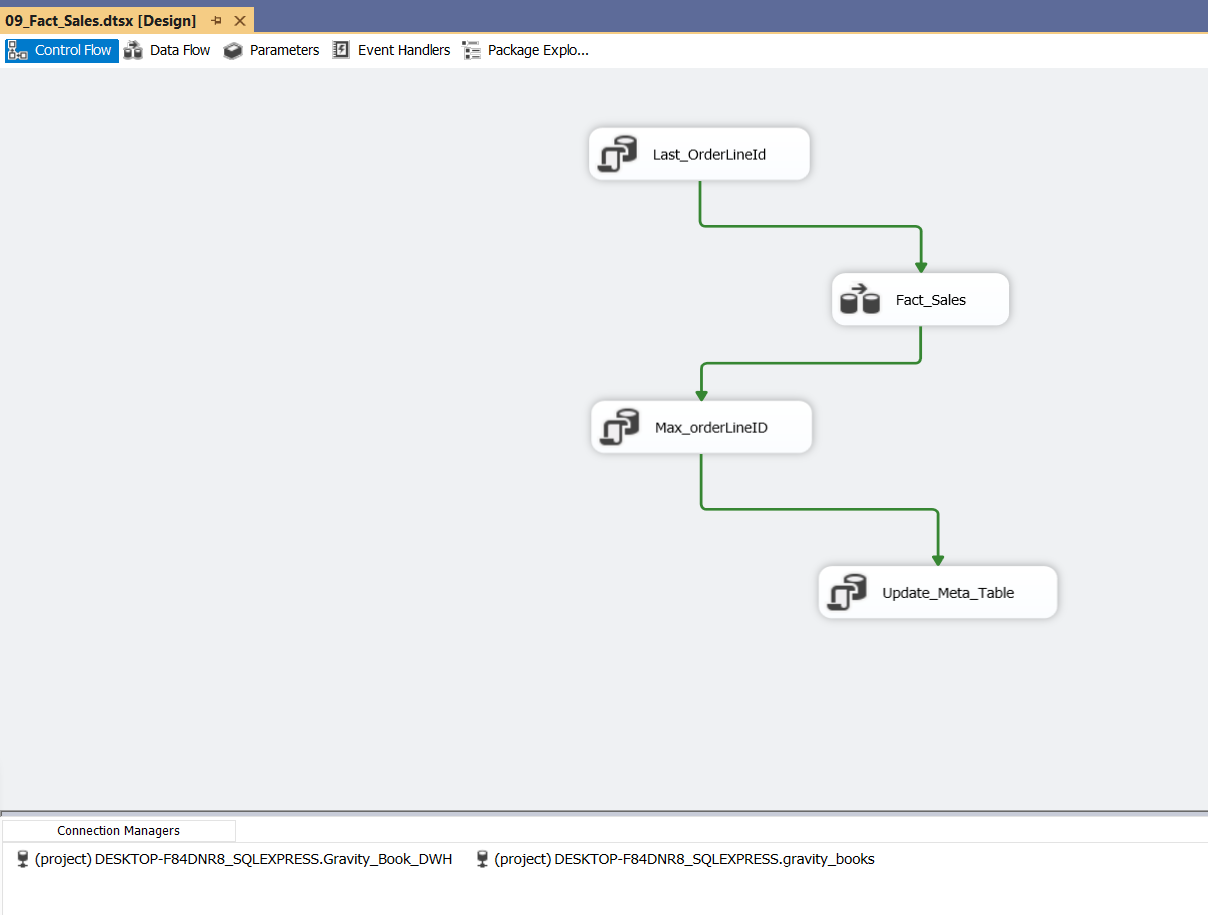 09_Fact_Sales.dtsx [Design]
Control Flow Data Flow Parameters Event Handlers Package Explo...
Last_OrderLineId
Fact_Sales
Max_orderLineID
Update_Meta_Table
Connection Managers
(project) DESKTOP-F84DNR8_SQLEXPRESS.Gravity_Book_DWH (project) DESKTOP-F84DNR8_SQLEXPRESS.gravity_books